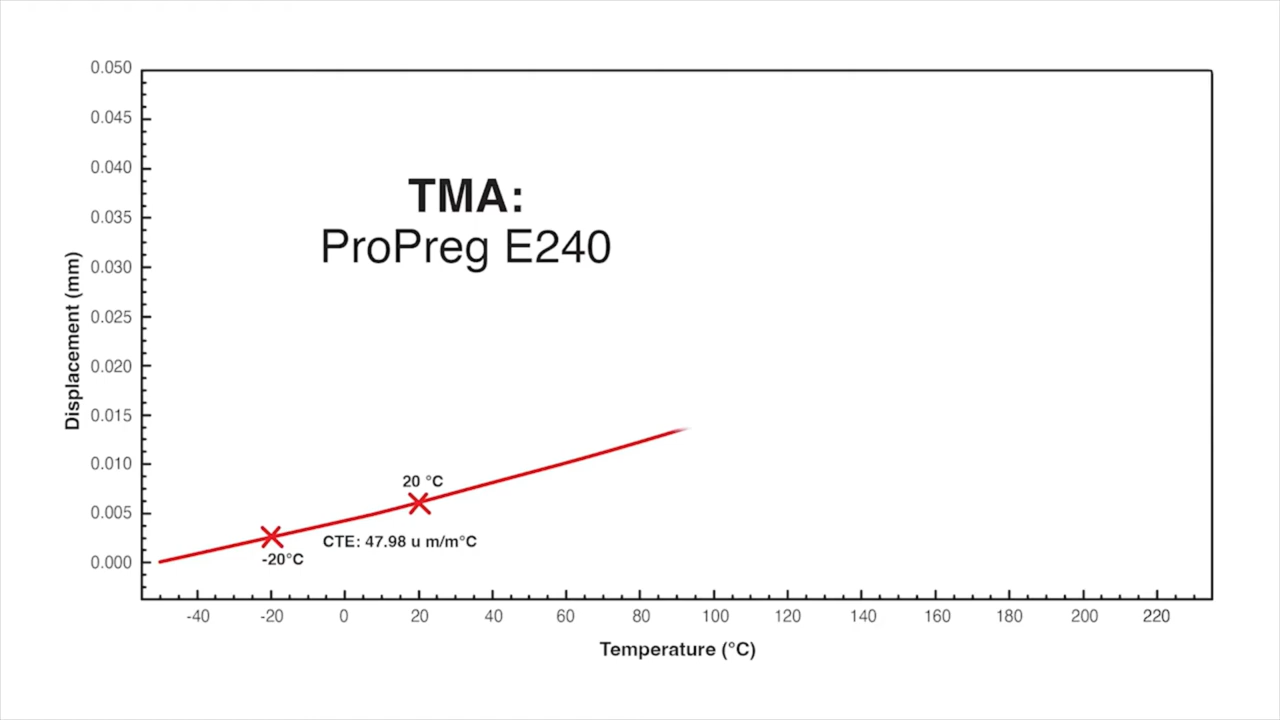 TMA:
ProPreg E240
Displacement (mm)
0.050
0.045
0.040
0.035
0.030
0.025
0.020
0.015
0.010
0.005
0.000
20 °C
CTE: 47.98 u m/m°C
-20°C
-40 -20 0 20 40 60 80 100 120 140 160 180 200 220
Temperature (°C)